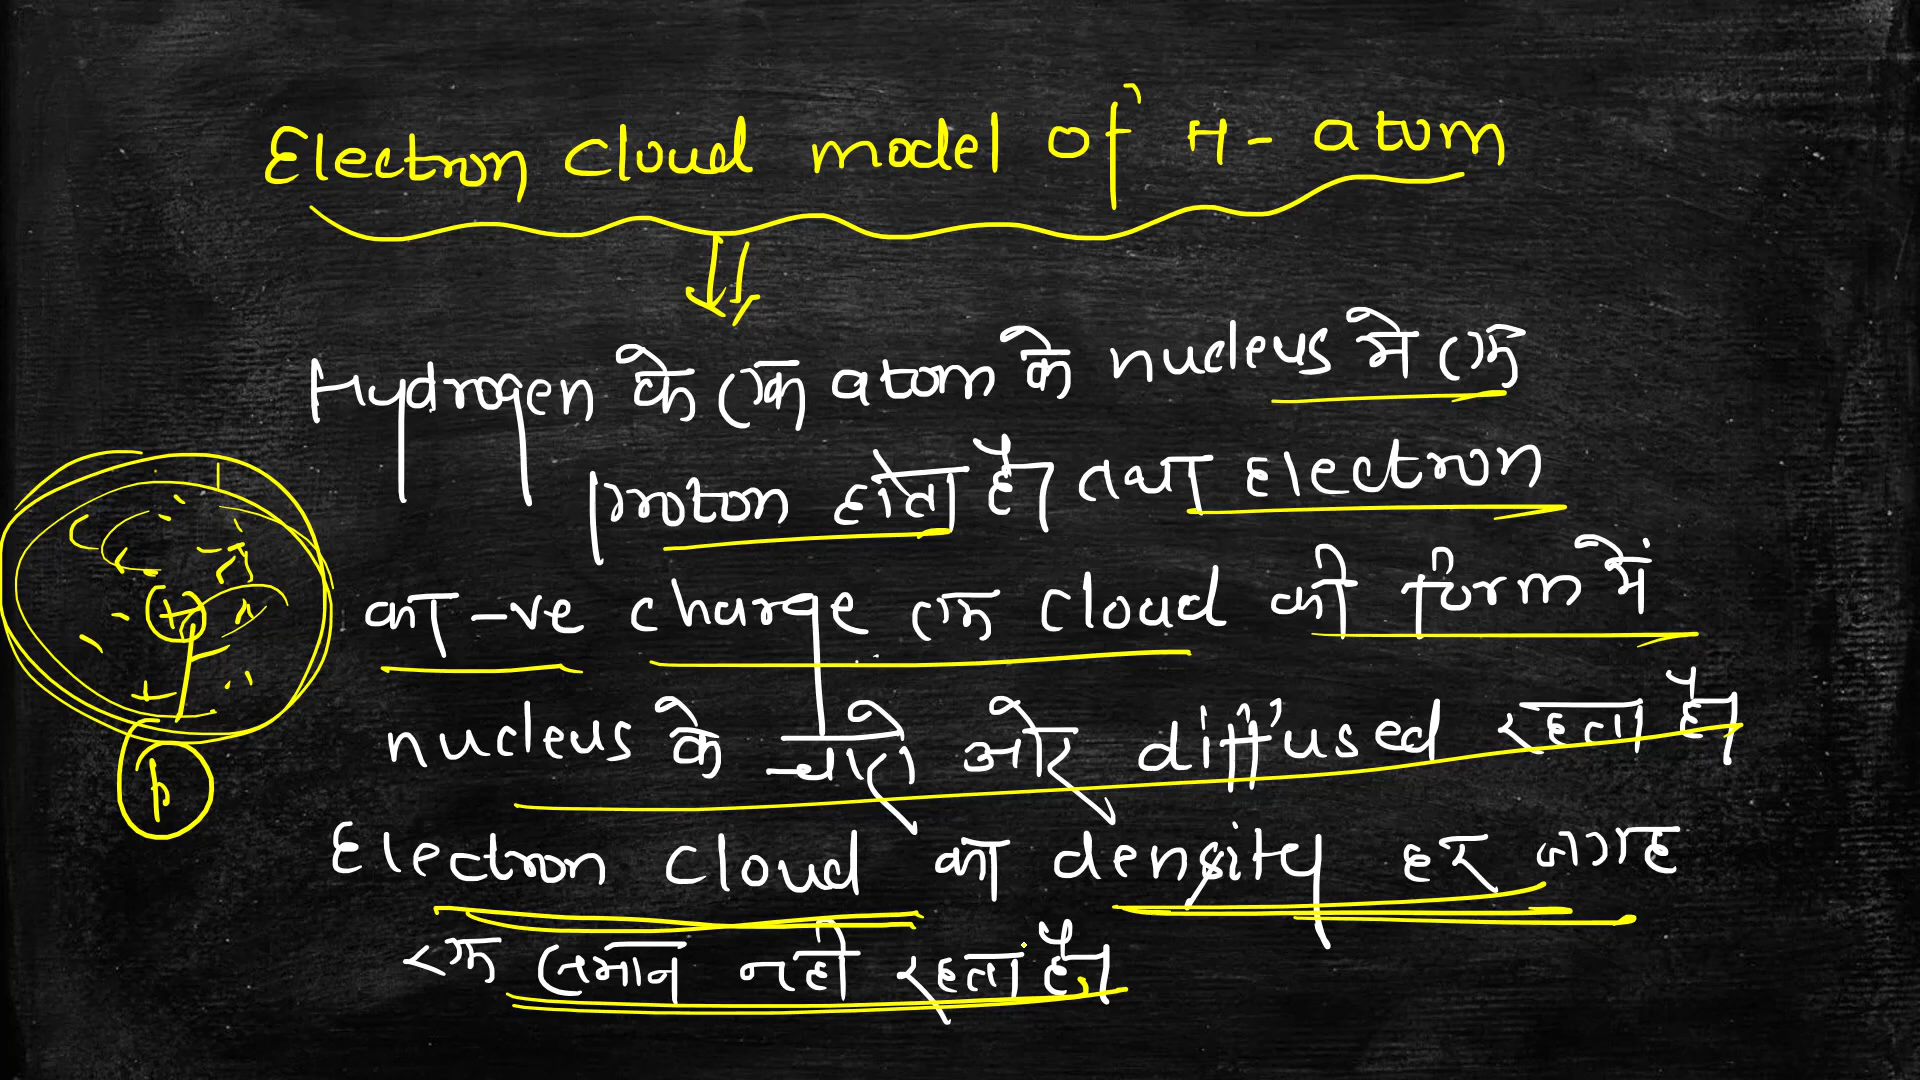 Electron cloud model of H- atom
Hydrogen के एक atom के nucleus मे एक
proton होता है। तथा electron
का -ve charge एक cloud की form में
nucleus के चारो ओर diffused रहता है।
Electron cloud का density हर जगह
एक समान नही रहता है।
+
p